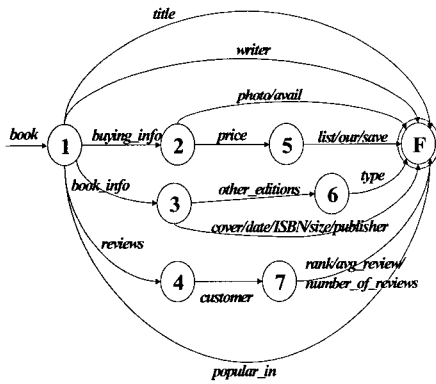 title
writer
photo/avail
book
1
buying_info
2
price
5
list/our/save
F
book_info
3
other_editions
6
type
cover/date/ISBN/size/publisher
reviews
4
customer
7
rank/avg_review/
number_of_reviews
popular_in